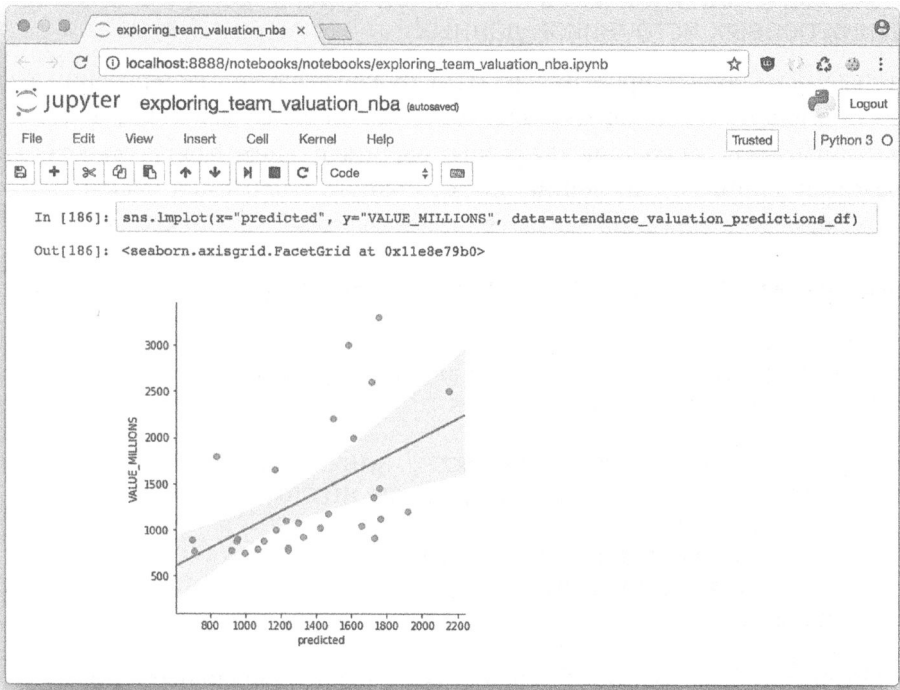 exploring_team_valuation_nba ×
localhost:8888/notebooks/notebooks/exploring_team_valuation_nba.ipynb
jupyter exploring_team_valuation_nba (autosaved)
Logout
File Edit View Insert Cell Kernel Help
Trusted Python 3
Code
In [186]: sns.lmplot(x="predicted", y="VALUE_MILLIONS", data=attendance_valuation_predictions_df)
Out[186]: <seaborn.axisgrid.FacetGrid at 0x11e8e79b0>
3000
2500
2000
1500
1000
500
VALUE_MILLIONS
800 1000 1200 1400 1600 1800 2000 2200
predicted